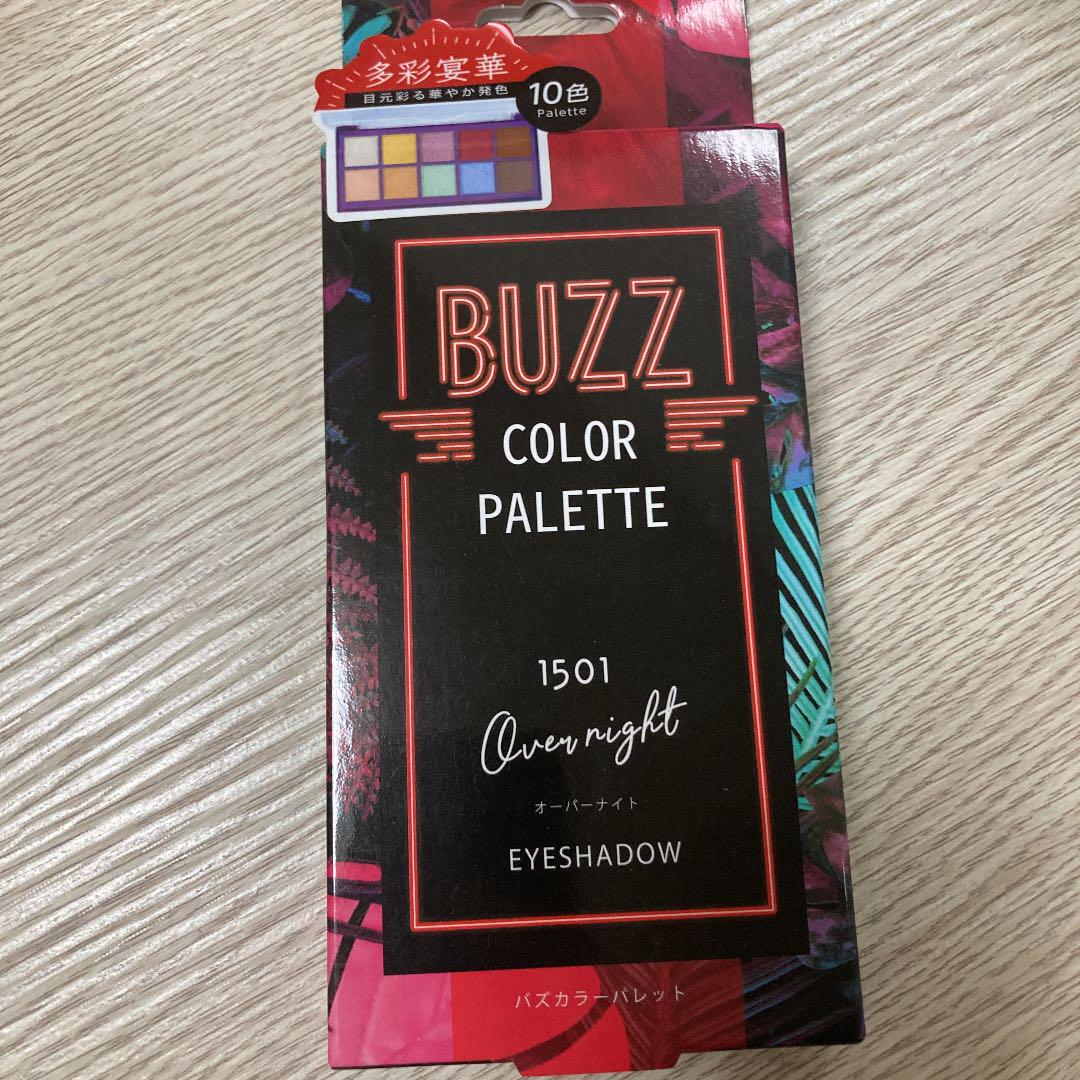 多彩宴華
目元彩る華やか発色
10色
Palette
BUZZ
COLOR
PALETTE
1501
Over night
オーバーナイト
EYESHADOW
バズカラーパレット